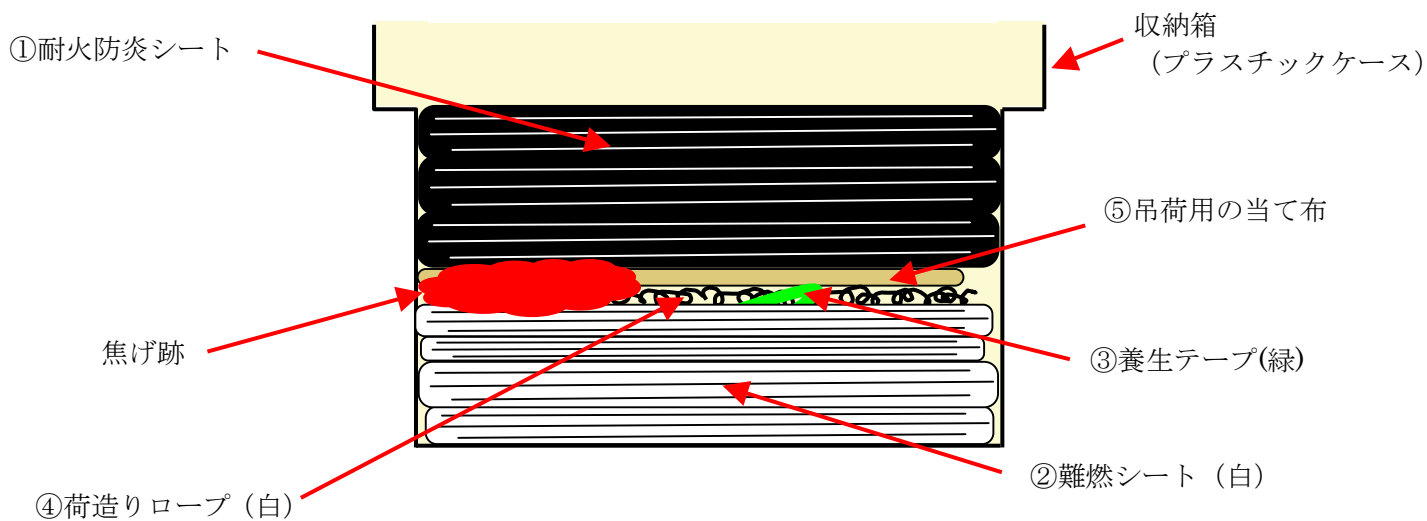 ①耐火防炎シート
収納箱
（プラスチックケース）
⑤吊荷用の当て布
焦げ跡
③養生テープ(緑)
②難燃シート（白）
④荷造りロープ（白）